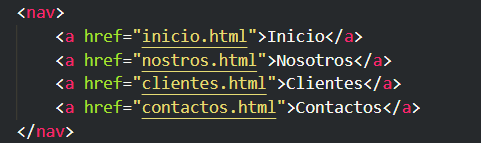 <nav>
<a href="inicio.html">Inicio</a>
<a href="nostros.html">Nosotros</a>
<a href="clientes.html">Clientes</a>
<a href="contactos.html">Contactos</a>
</nav>